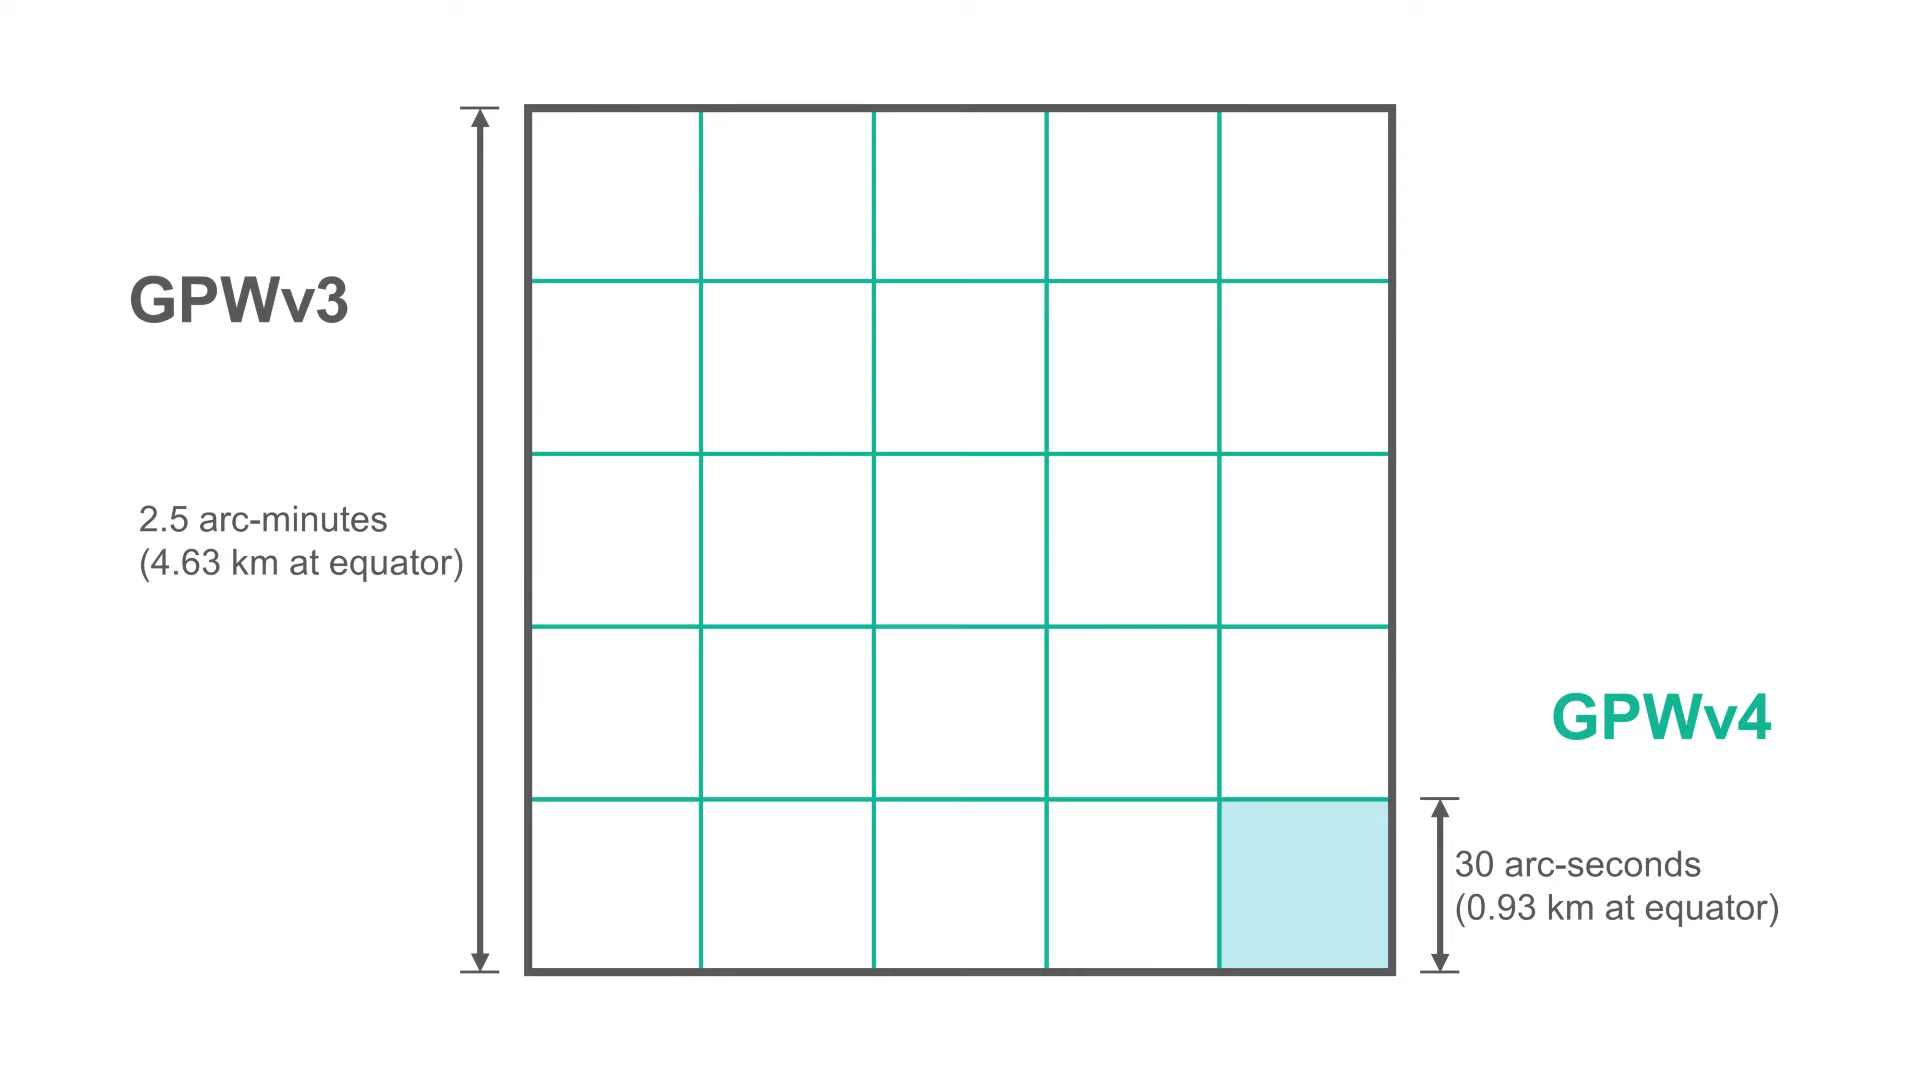 GPWv3
2.5 arc-minutes
(4.63 km at equator)
GPWv4
30 arc-seconds
(0.93 km at equator)